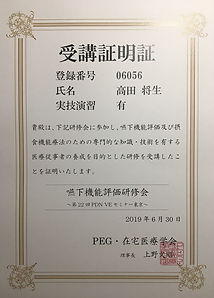 受講証明証
登録番号　06056
氏名　高田 将生
実技演習　有
貴殿は、下記研修会に参加し、嚥下機能評価及び摂
食機能療法のための専門的な知識・技術を有する
医療従事者の養成を目的とした研修を受講したこ
とを証明いたします。
嚥下機能評価研修会
～第22回PDN VEセミナー東京～
2019年6月30日
PEG・在宅医療学会
理事長　上野文昭